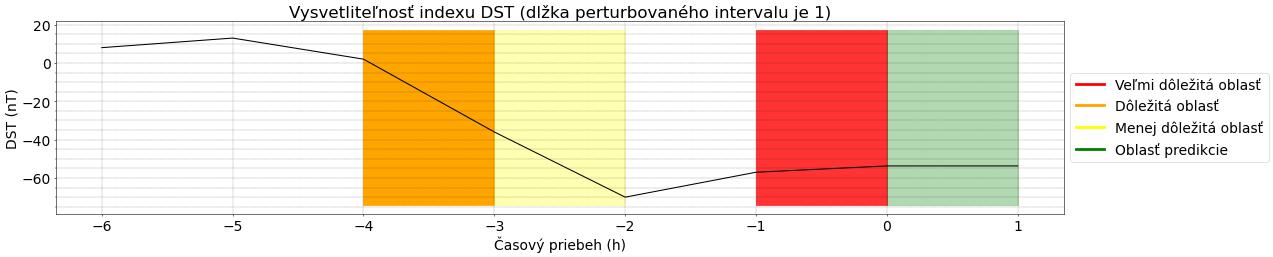 Vysvetliteľnosť indexu DST (dĺžka perturbovaného intervalu je 1)
20
0
−20
−40
−60
DST (nT)
−6 −5 −4 −3 −2 −1 0 1
Časový priebeh (h)
Veľmi dôležitá oblasť
Dôležitá oblasť
Menej dôležitá oblasť
Oblasť predikcie